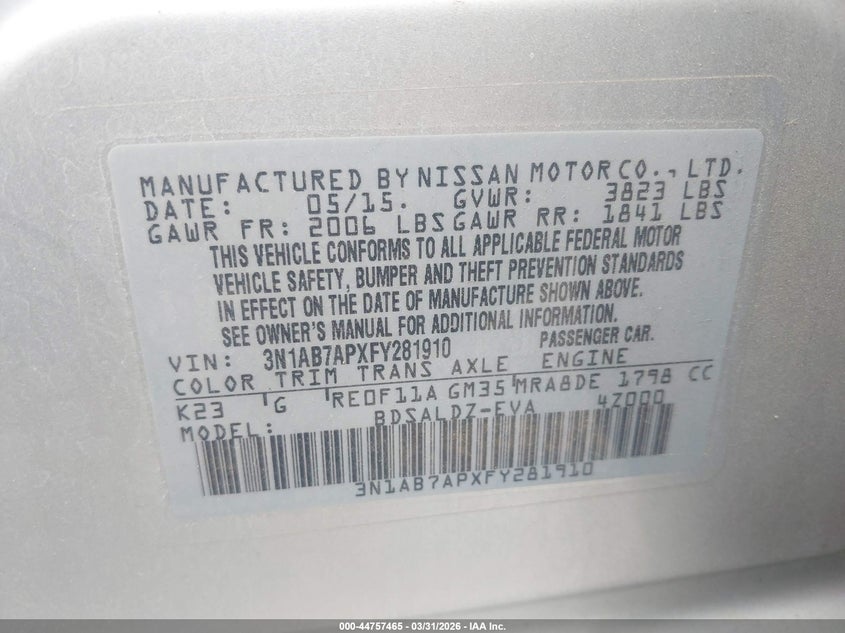 MANUFACTURED BY NISSAN MOTOR CO., LTD.
DATE: 05/15. GVWR: 3823 LBS
GAWR FR: 2006 LBS GAWR RR: 1841 LBS
THIS VEHICLE CONFORMS TO ALL APPLICABLE FEDERAL MOTOR
VEHICLE SAFETY, BUMPER AND THEFT PREVENTION STANDARDS
IN EFFECT ON THE DATE OF MANUFACTURE SHOWN ABOVE.
SEE OWNER'S MANUAL FOR ADDITIONAL INFORMATION.
VIN: 3N1AB7APXFY281910 PASSENGER CAR.
COLOR TRIM TRANS AXLE ENGINE
K23 G RE0F11A GM35 MRA8DE 1798 CC
MODEL: BDSALDZ-EVA 4Z000
3N1AB7APXFY281910
000-44757465 | 03/31/2026 - IAA Inc.